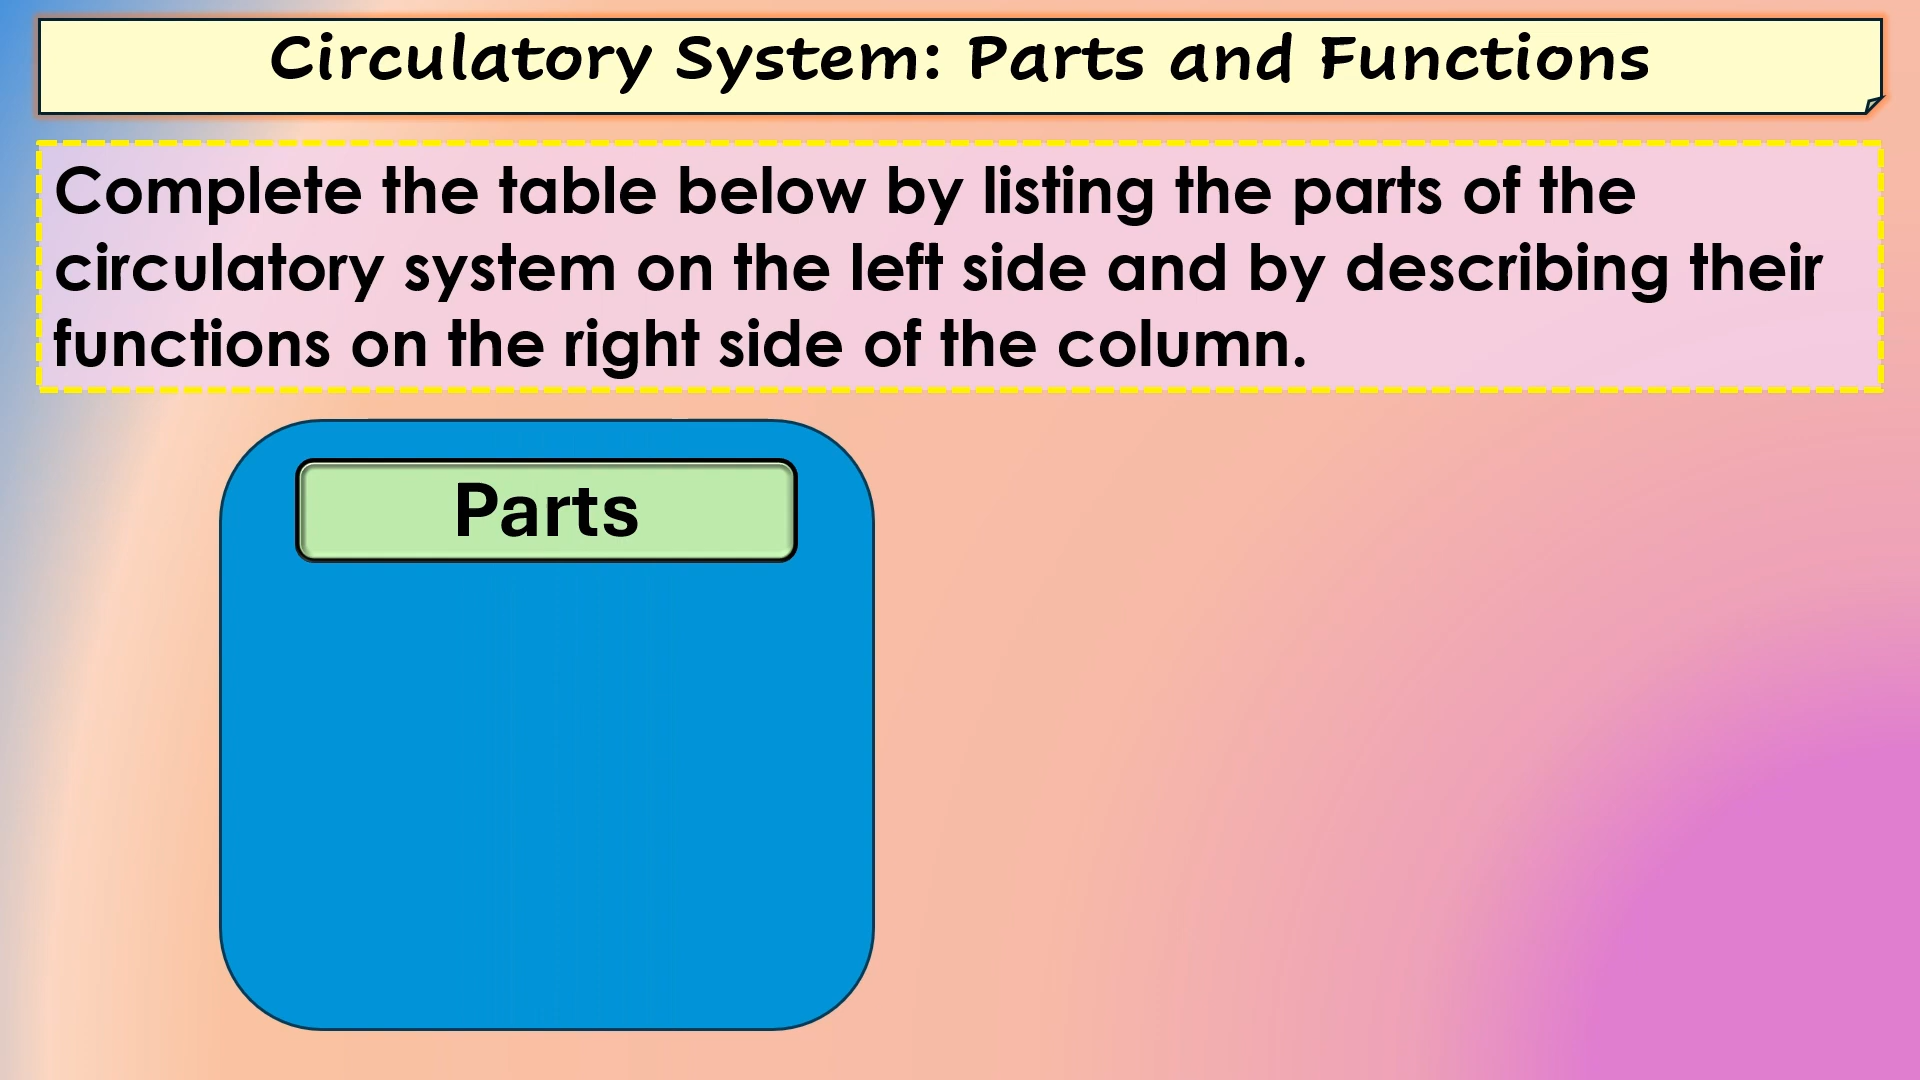 Circulatory System: Parts and Functions
Complete the table below by listing the parts of the
circulatory system on the left side and by describing their
functions on the right side of the column.
Parts